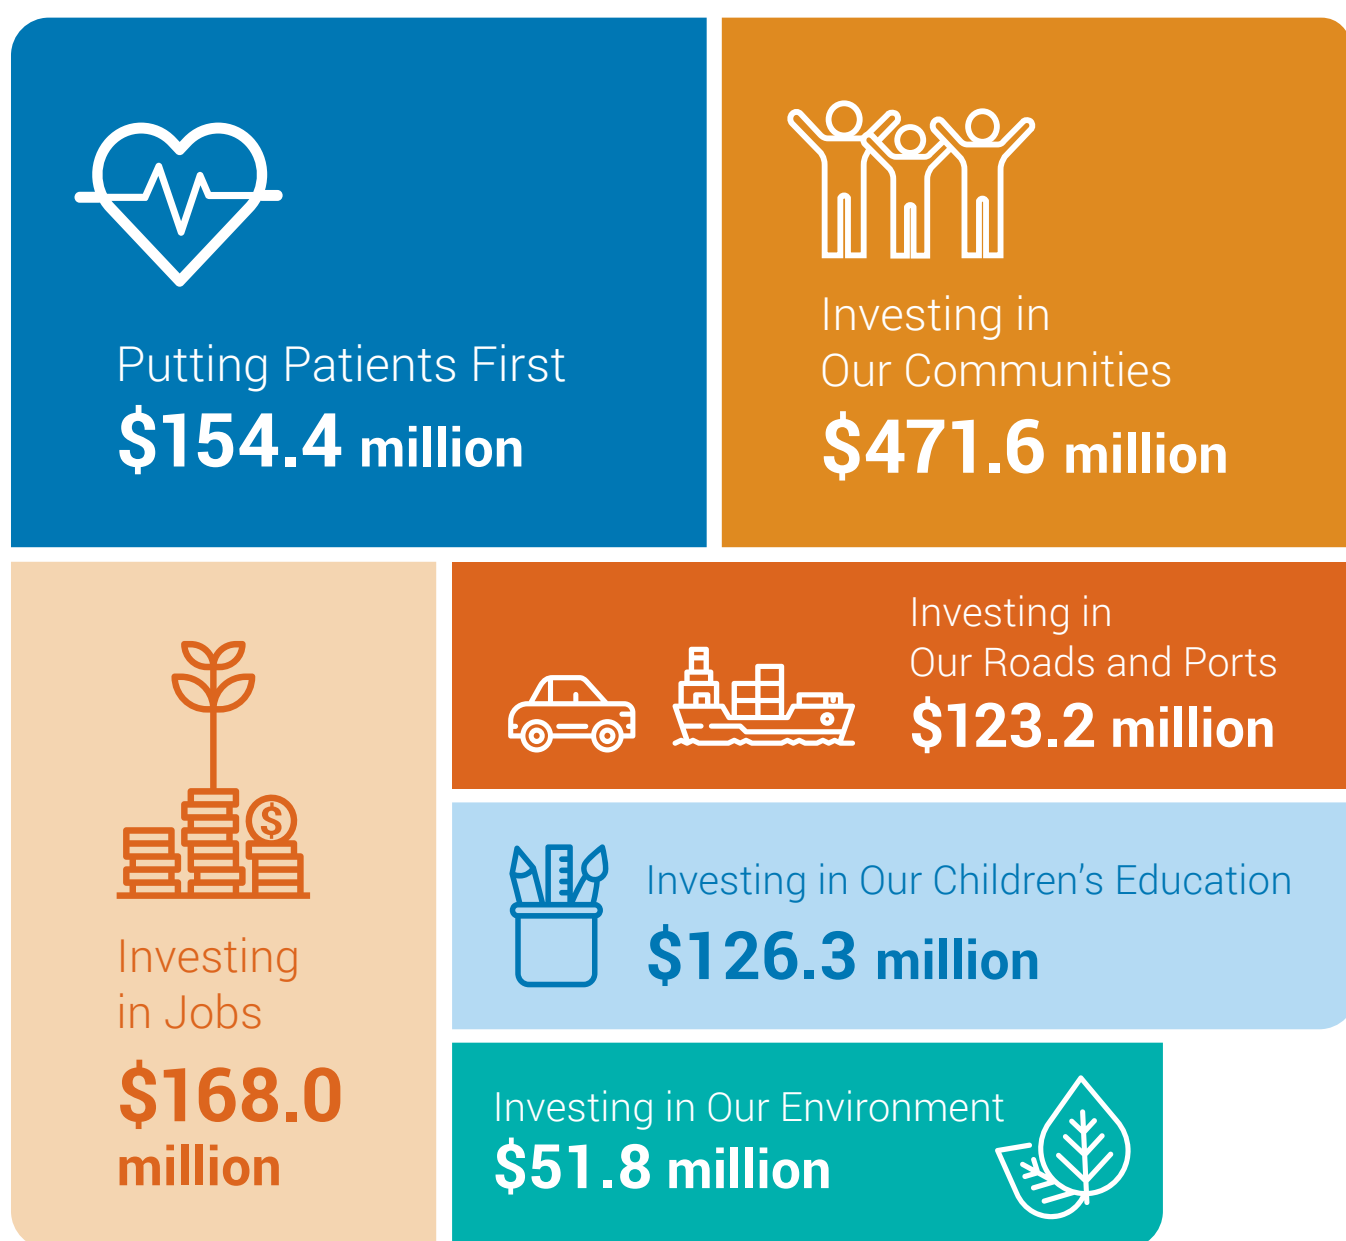 Putting Patients First
$154.4 million
Investing in
Our Communities
$471.6 million
Investing
in Jobs
$168.0
million
Investing in
Our Roads and Ports
$123.2 million
Investing in Our Children's Education
$126.3 million
Investing in Our Environment
$51.8 million